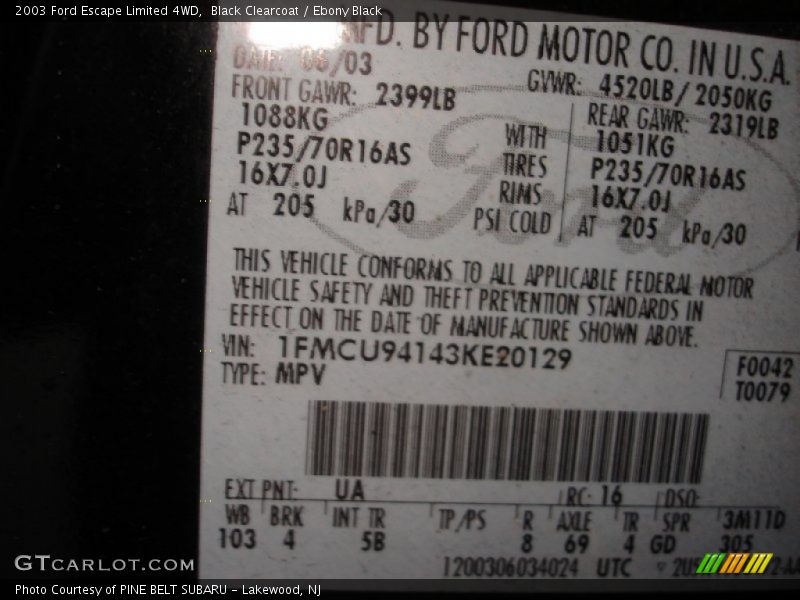 2003 Ford Escape Limited 4WD, Black Clearcoat / Ebony Black
MFD. BY FORD MOTOR CO. IN U.S.A.
DATE: 06/03 GVWR: 4520LB/ 2050KG
FRONT GAWR: 2399LB REAR GAWR: 2319LB
1088KG WITH 1051KG
P235/70R16AS TIRES P235/70R16AS
16X7.0J RIMS 16X7.0J
AT 205 kPa/30 PSI COLD AT 205 kPa/30
THIS VEHICLE CONFORMS TO ALL APPLICABLE FEDERAL MOTOR
VEHICLE SAFETY AND THEFT PREVENTION STANDARDS IN
EFFECT ON THE DATE OF MANUFACTURE SHOWN ABOVE.
VIN: 1FMCU94143KE20129 F0042
TYPE: MPV T0079
EXT PNT: UA RC: 16 DSO:
WB BRK INT TR TP/PS R AXLE TR SPR 3M11D
103 4 5B 8 69 4 GD 305
1200306034024 UTC
Ford
GTCARLOT.COM
Photo Courtesy of PINE BELT SUBARU - Lakewood, NJ